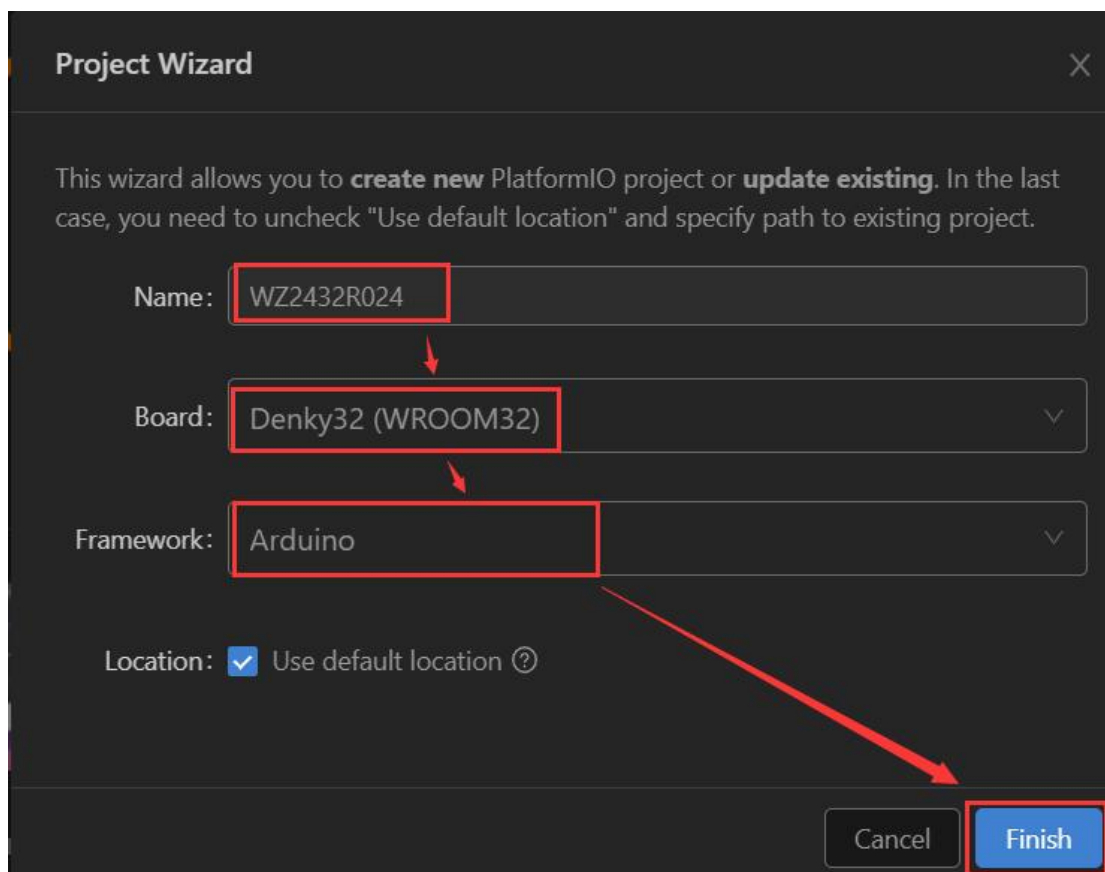 Project Wizard
This wizard allows you to create new PlatformIO project or update existing. In the last
case, you need to uncheck "Use default location" and specify path to existing project.
Name: WZ2432R024
Board: Denky32 (WROOM32)
Framework: Arduino
Location: Use default location ?
Cancel Finish